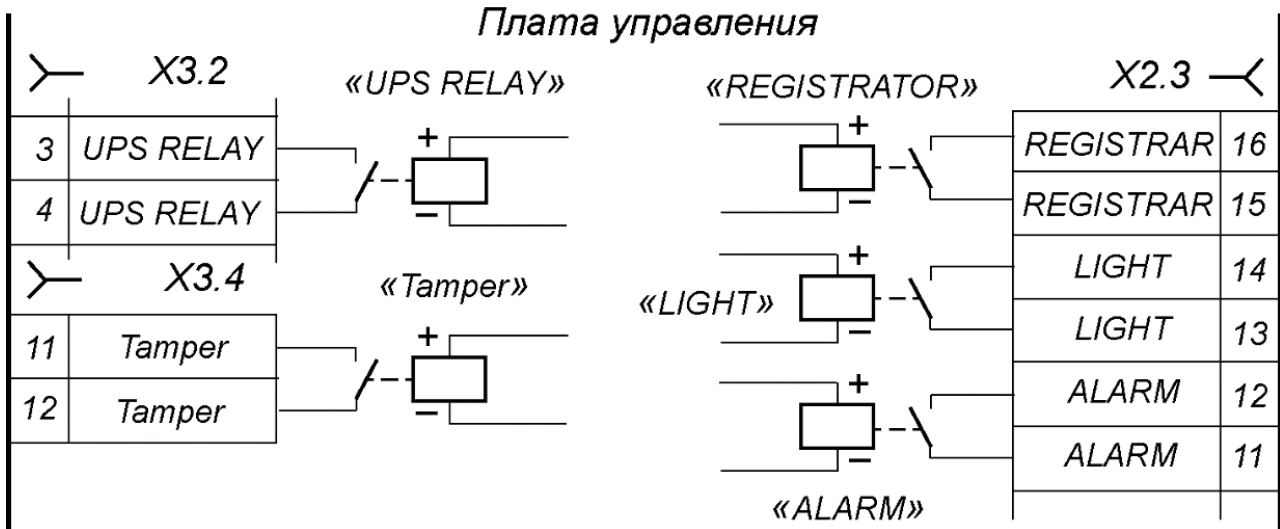 Плата управления
X3.2
«UPS RELAY»
3 UPS RELAY
+
4 UPS RELAY
−
X3.4
«Tamper»
11 Tamper
+
12 Tamper
−
«REGISTRATOR»
X2.3
+
REGISTRAR 16
−
REGISTRAR 15
«LIGHT»
+
LIGHT 14
−
LIGHT 13
+
ALARM 12
−
ALARM 11
«ALARM»